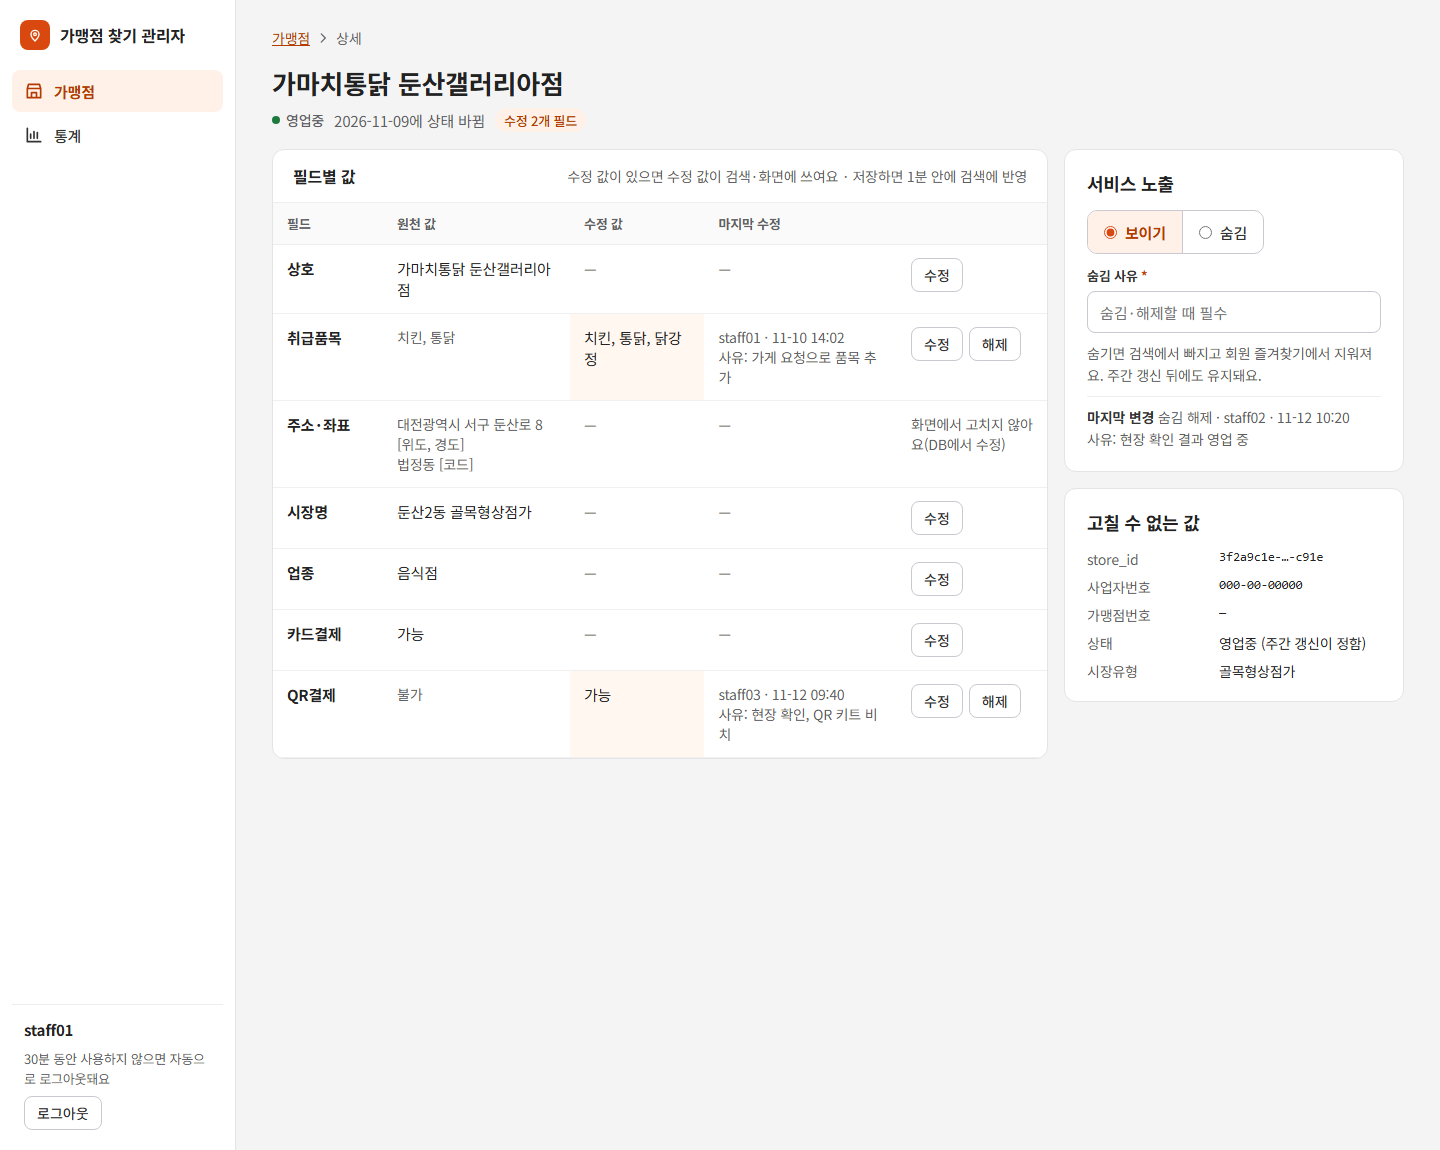 가맹점 찾기 관리자
가맹점
통계
가맹점 > 상세
가마치통닭 둔산갤러리아점
영업중 2026-11-09에 상태 바뀜 수정 2개 필드
필드별 값 수정 값이 있으면 수정 값이 검색·화면에 쓰여요 · 저장하면 1분 안에 검색에 반영
필드 원천 값 수정 값 마지막 수정
상호 가마치통닭 둔산갤러리아 — — 수정
점
취급품목 치킨, 통닭 치킨, 통닭, 닭강 staff01 · 11-10 14:02 수정 해제
정 사유: 가게 요청으로 품목 추
가
주소·좌표 대전광역시 서구 둔산로 8 — — 화면에서 고치지 않아
[위도, 경도] 요(DB에서 수정)
법정동 [코드]
시장명 둔산2동 골목형상점가 — — 수정
업종 음식점 — — 수정
카드결제 가능 — — 수정
QR결제 불가 가능 staff03 · 11-12 09:40 수정 해제
사유: 현장 확인, QR 키트 비
치
서비스 노출
보이기 숨김
숨김 사유 *
숨김·해제할 때 필수
숨기면 검색에서 빠지고 회원 즐겨찾기에서 지워져
요. 주간 갱신 뒤에도 유지돼요.
마지막 변경 숨김 해제 · staff02 · 11-12 10:20
사유: 현장 확인 결과 영업 중
고칠 수 없는 값
store_id 3f2a9c1e-…-c91e
사업자번호 000-00-00000
가맹점번호 —
상태 영업중 (주간 갱신이 정함)
시장유형 골목형상점가
staff01
30분 동안 사용하지 않으면 자동으
로 로그아웃돼요
로그아웃